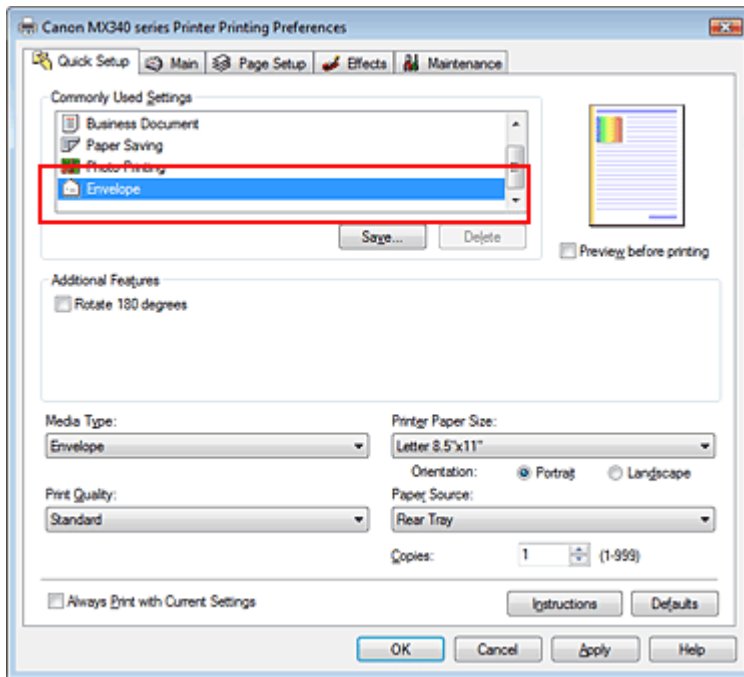 Canon MX340 series Printer Printing Preferences
Quick Setup Main Page Setup Effects Maintenance
Commonly Used Settings
Business Document
Paper Saving
Photo Printing
Envelope
Save... Delete
Preview before printing
Additional Features
Rotate 180 degrees
Media Type: Printer Paper Size:
Envelope Letter 8.5"x11"
Orientation: Portrait Landscape
Print Quality: Paper Source:
Standard Rear Tray
Copies: 1 (1-999)
Always Print with Current Settings Instructions Defaults
OK Cancel Apply Help